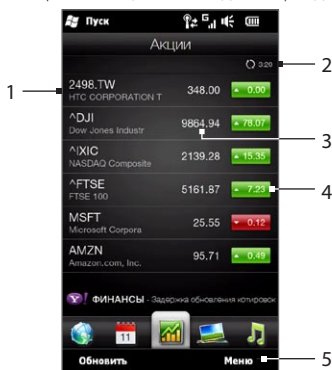 Пуск
Акции
3:20
2
1
2498.TW 348.00 0.00
HTC CORPORATION T
^DJI 9864.94 78.07
Dow Jones Industr
3
^IXIC 2139.28 15.35
NASDAQ Composite
^FTSE 5161.87 7.23
FTSE 100
4
MSFT 25.55 0.12
Microsoft Corpora
AMZN 95.71 0.49
Amazon.com, Inc.
Y! ФИНАНСЫ - Задержка обновления котировок
11
Обновить Меню
5